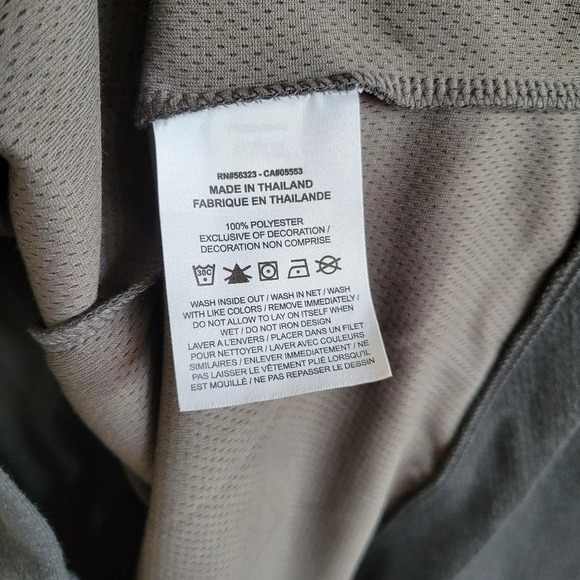 RN#56323 - CA#05553
MADE IN THAILAND
FABRIQUE EN THAILANDE
100% POLYESTER
EXCLUSIVE OF DECORATION /
DECORATION NON COMPRISE
30C
WASH INSIDE OUT / WASH IN NET / WASH
WITH LIKE COLORS / REMOVE IMMEDIATELY /
DO NOT ALLOW TO LAY ON ITSELF WHEN
WET / DO NOT IRON DESIGN
LAVER A L'ENVERS / PLACER DANS UN FILET
POUR NETTOYER / LAVER AVEC COULEURS
SIMILAIRES / ENLEVER IMMEDIATEMENT / NE
PAS LAISSER LE VÊTEMENT PLIÉ LORSQU'IL
EST MOUILLÉ / NE PAS REPASSER LE DESSIN